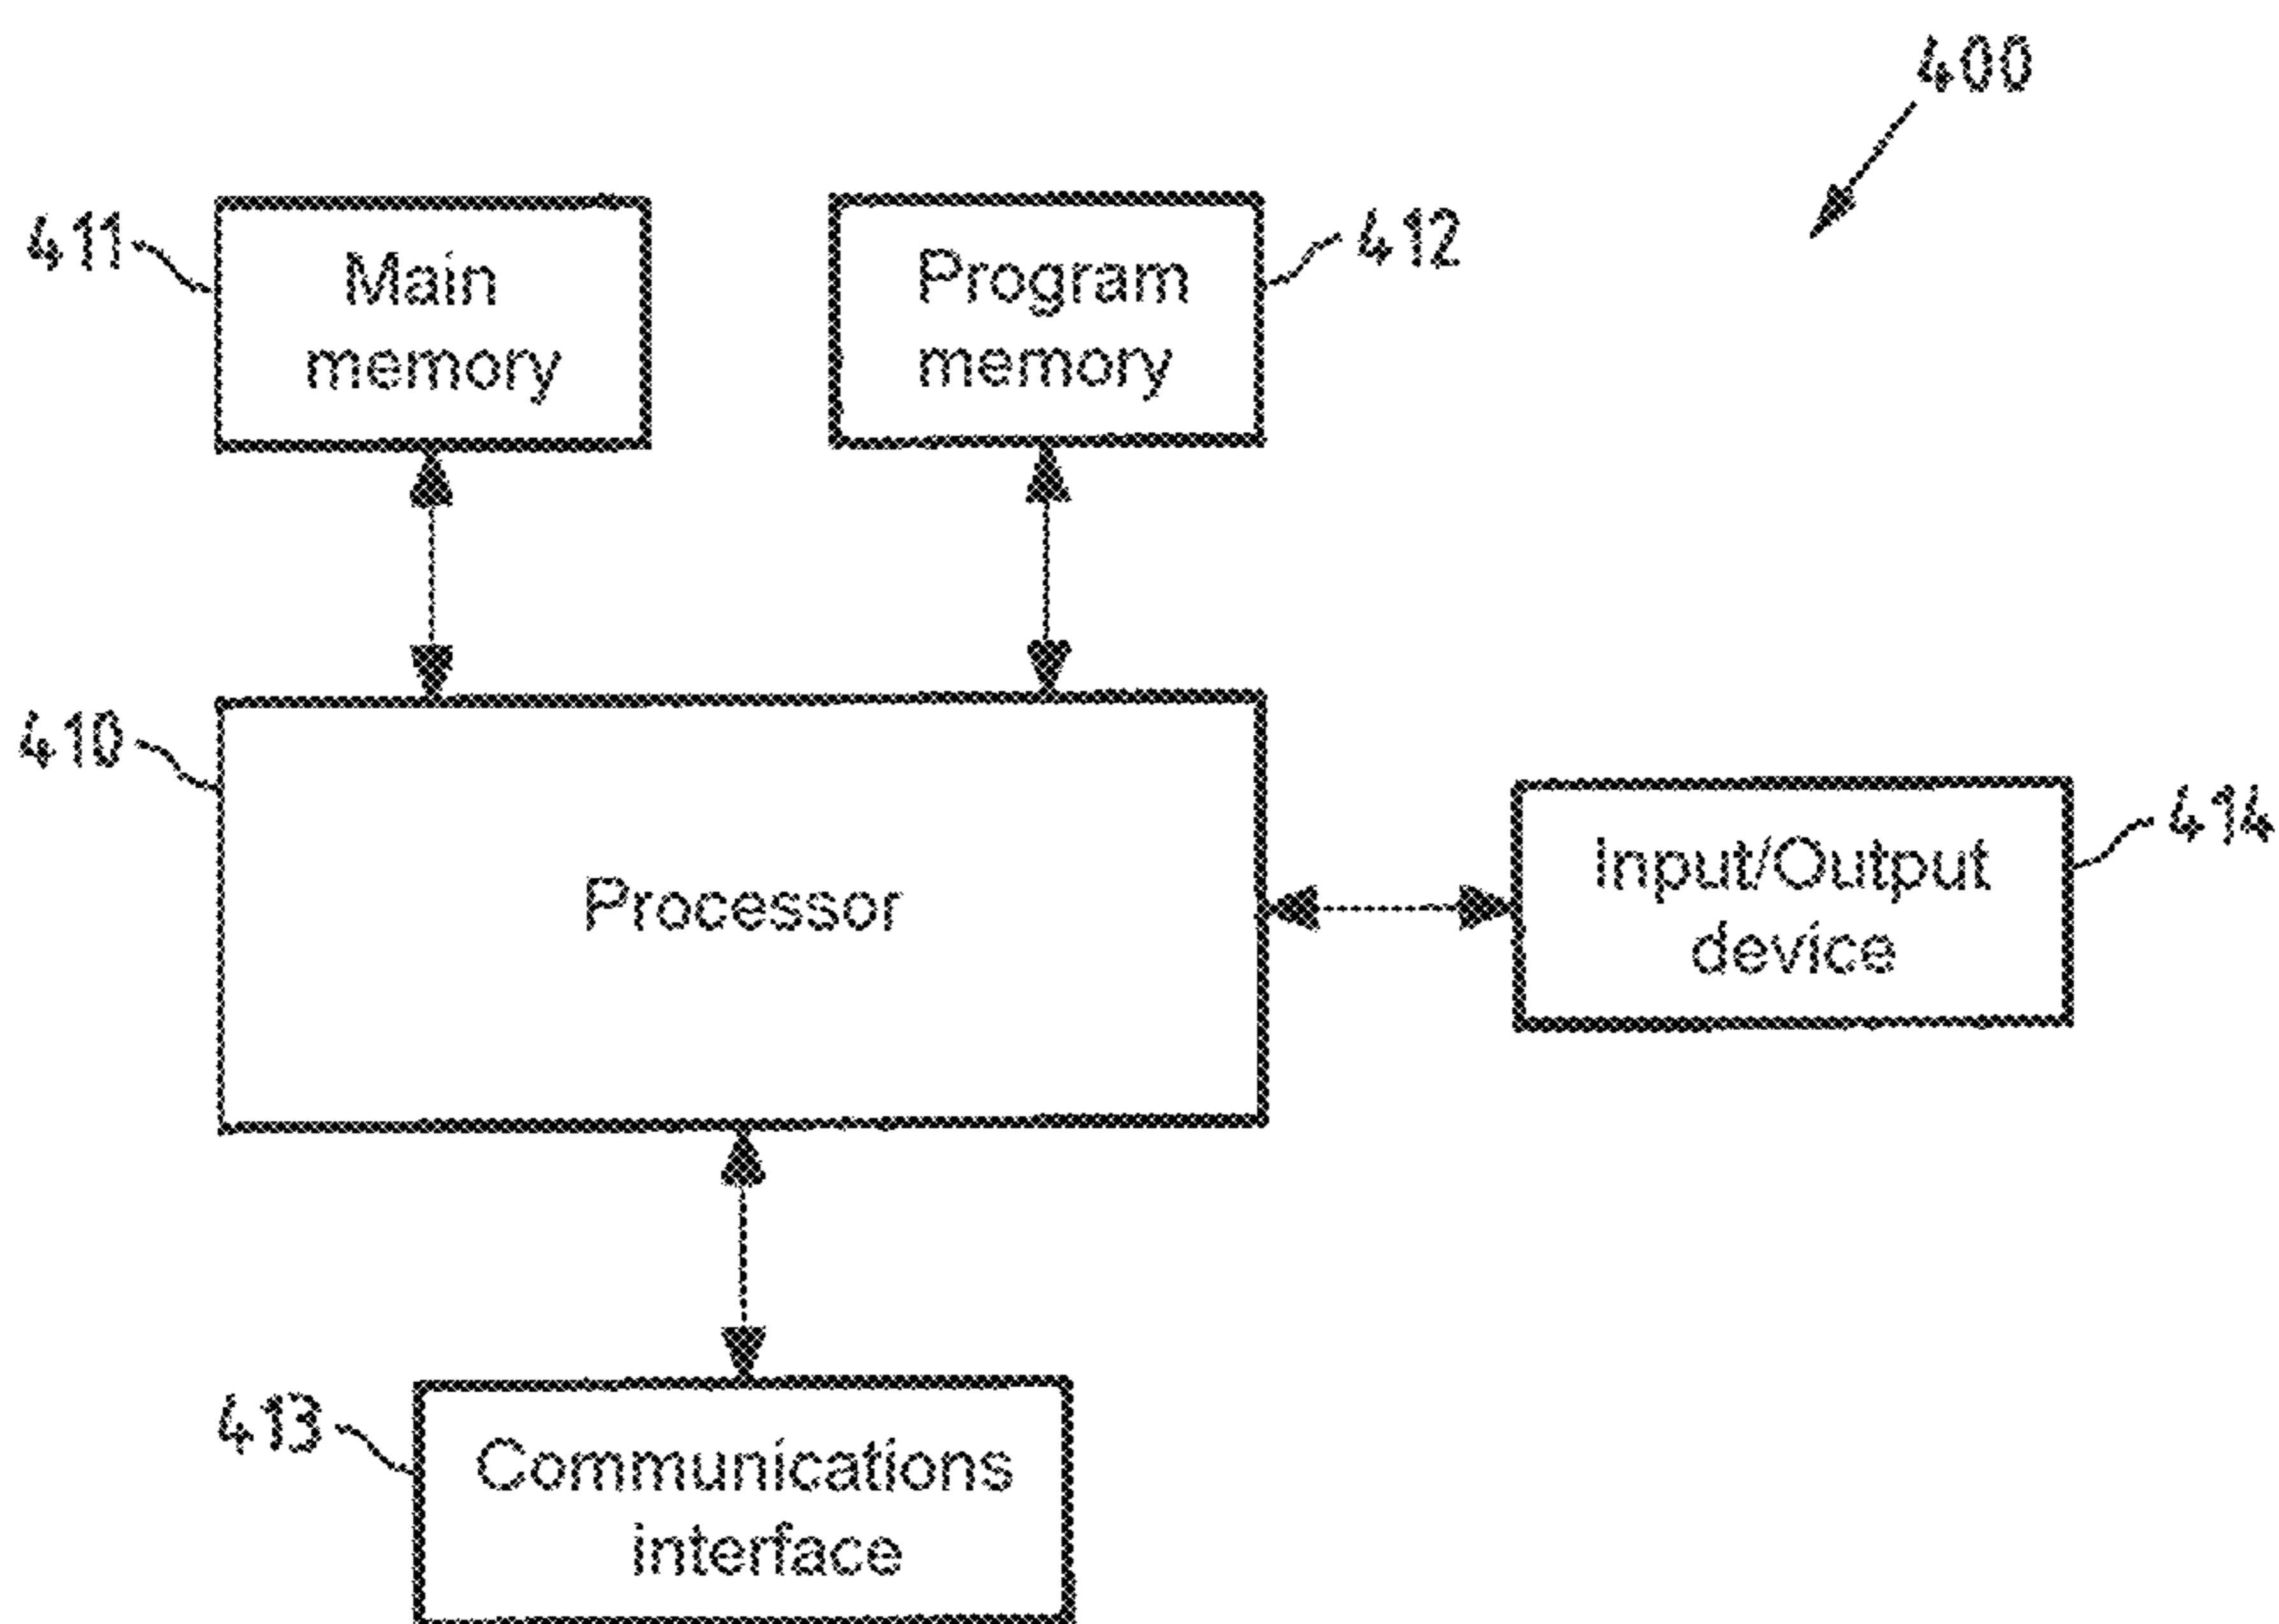 400
411
Main
memory
Program
memory
412
410
Processor
Input/Output
device
414
413
Communications
interface